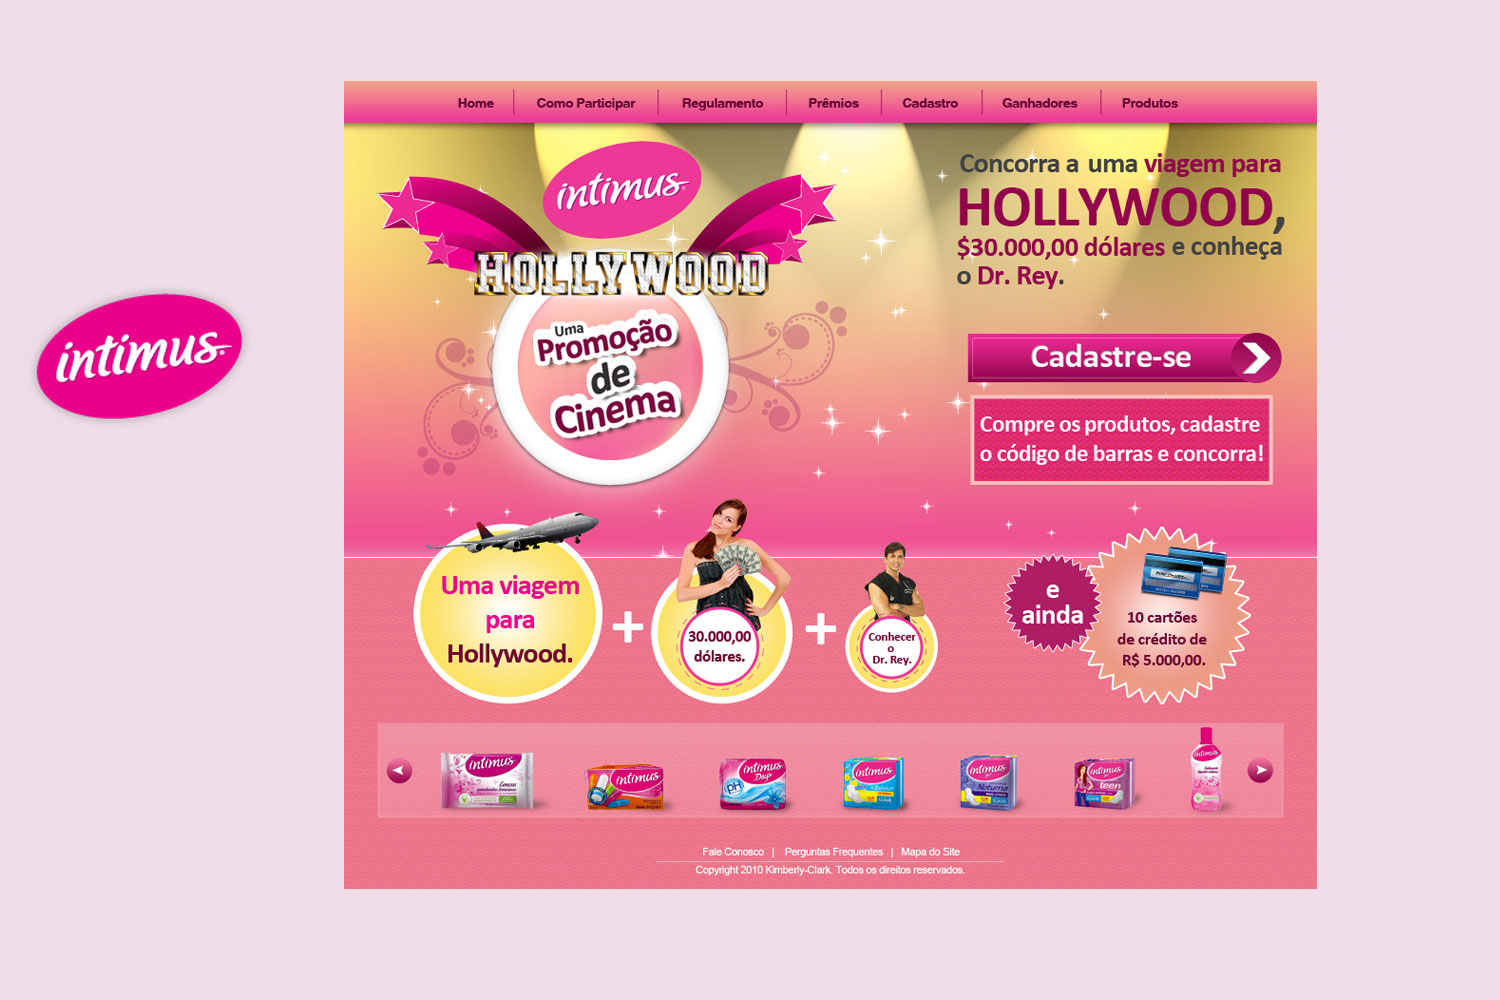 intimus
Home | Como Participar | Regulamento | Prêmios | Cadastro | Ganhadores | Produtos
intimus
HOLLYWOOD
Uma
Promoção
de
Cinema
Concorra a uma viagem para
HOLLYWOOD,
$30.000,00 dólares e conheça
o Dr. Rey.
Cadastre-se
Compre os produtos, cadastre
o código de barras e concorra!
Uma viagem
para
Hollywood.
+
30.000,00
dólares.
+
Conhecer
o
Dr. Rey.
e
ainda
10 cartões
de crédito de
R$ 5.000,00.
intimus
intimus
intimus
Days
pH
intimus
intimus
Noturna
intimus
teen
intimus
Fale Conosco | Perguntas Frequentes | Mapa do Site
Copyright 2010 Kimberly-Clark. Todos os direitos reservados.